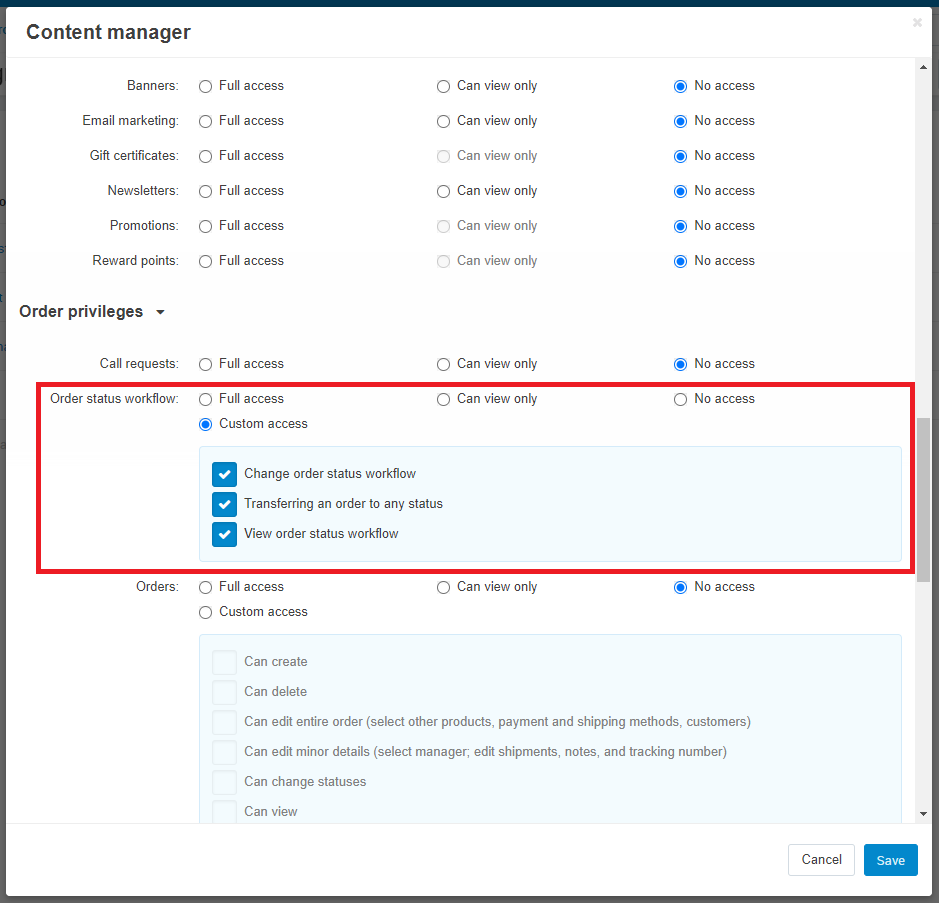 Content manager
Banners: Full access Can view only No access
Email marketing: Full access Can view only No access
Gift certificates: Full access Can view only No access
Newsletters: Full access Can view only No access
Promotions: Full access Can view only No access
Reward points: Full access Can view only No access
Order privileges
Call requests: Full access Can view only No access
Order status workflow: Full access Can view only No access
Custom access
Change order status workflow
Transferring an order to any status
View order status workflow
Orders: Full access Can view only No access
Custom access
Can create
Can delete
Can edit entire order (select other products, payment and shipping methods, customers)
Can edit minor details (select manager; edit shipments, notes, and tracking number)
Can change statuses
Can view
Cancel Save